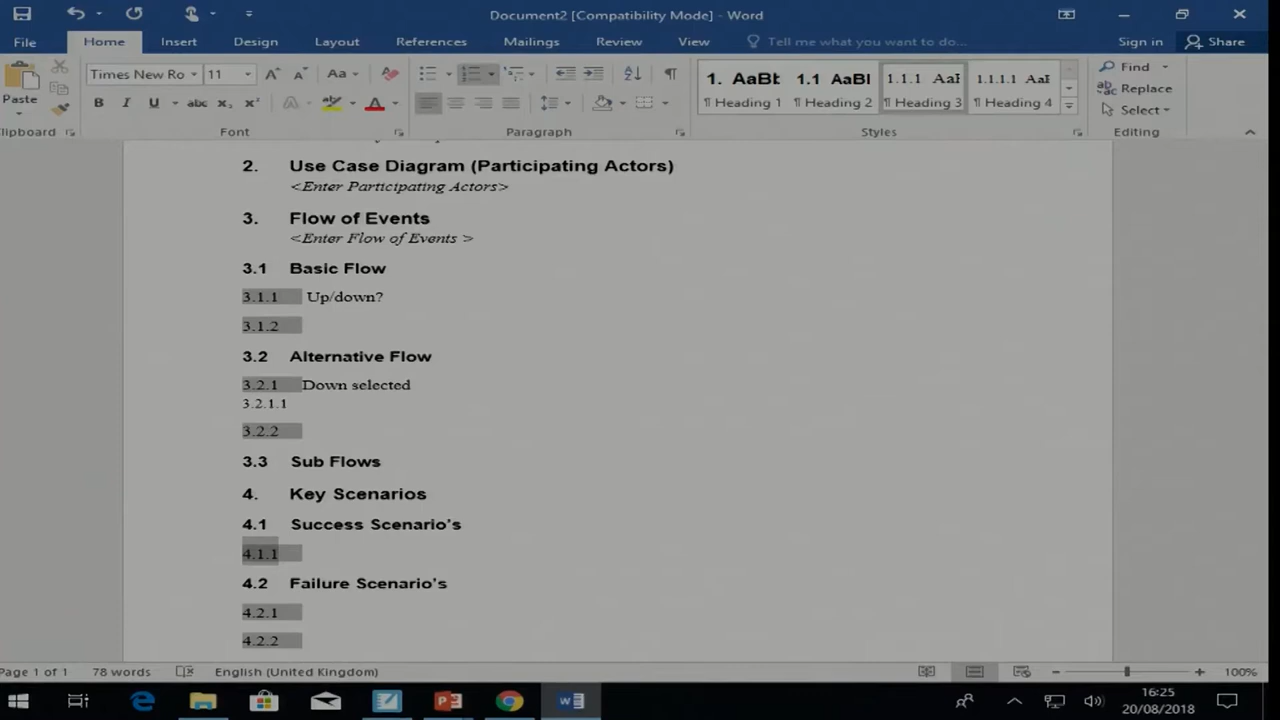 Document2 [Compatibility Mode] - Word
File Home Insert Design Layout References Mailings Review View Tell me what you want to do... Sign in Share
Paste
Clipboard
Times New Ro 11 Aa
B I U abc x₂ x² A A
Font
Paragraph
1. AaBb 1.1 AaBl 1.1.1 AaI 1.1.1.1 AaI
¶ Heading 1 ¶ Heading 2 ¶ Heading 3 ¶ Heading 4
Styles
Find
Replace
Select
Editing
2. Use Case Diagram (Participating Actors)
<Enter Participating Actors>
3. Flow of Events
<Enter Flow of Events >
3.1 Basic Flow
3.1.1 Up/down?
3.1.2
3.2 Alternative Flow
3.2.1 Down selected
3.2.1.1
3.2.2
3.3 Sub Flows
4. Key Scenarios
4.1 Success Scenario's
4.1.1
4.2 Failure Scenario's
4.2.1
4.2.2
Page 1 of 1 78 words English (United Kingdom) 100%
16:25
20/08/2018